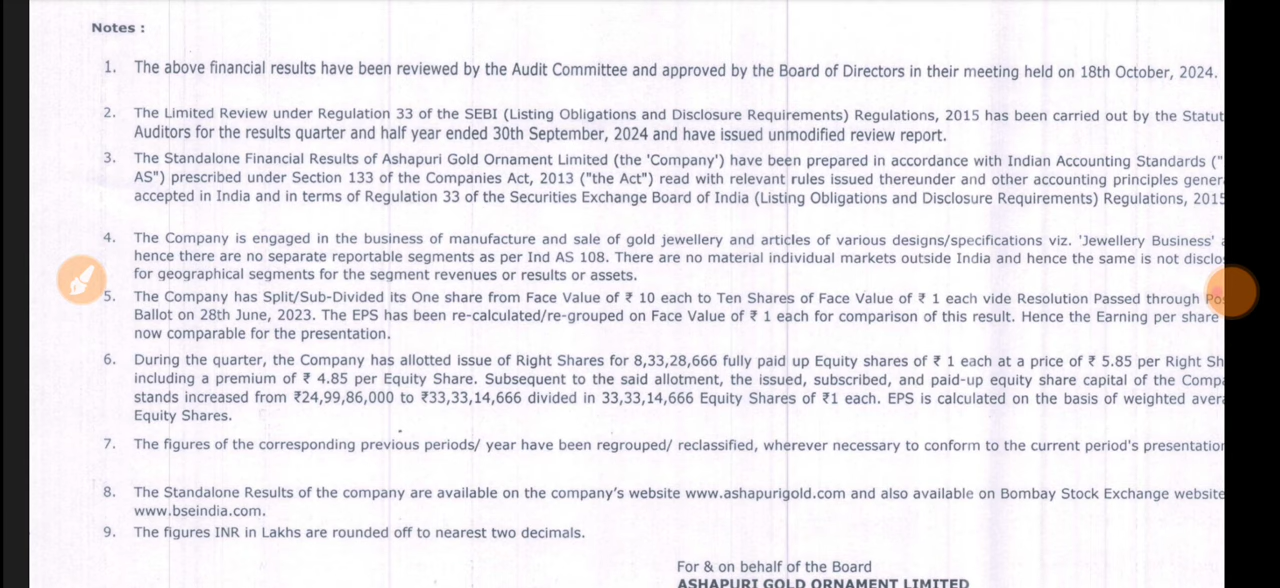 Notes :
1. The above financial results have been reviewed by the Audit Committee and approved by the Board of Directors in their meeting held on 18th October, 2024.
2. The Limited Review under Regulation 33 of the SEBI (Listing Obligations and Disclosure Requirements) Regulations, 2015 has been carried out by the Statut
Auditors for the results quarter and half year ended 30th September, 2024 and have issued unmodified review report.
3. The Standalone Financial Results of Ashapuri Gold Ornament Limited (the 'Company') have been prepared in accordance with Indian Accounting Standards ("
AS") prescribed under Section 133 of the Companies Act, 2013 ("the Act") read with relevant rules issued thereunder and other accounting principles gener
accepted in India and in terms of Regulation 33 of the Securities Exchange Board of India (Listing Obligations and Disclosure Requirements) Regulations, 2015
4. The Company is engaged in the business of manufacture and sale of gold jewellery and articles of various designs/specifications viz. 'Jewellery Business' a
hence there are no separate reportable segments as per Ind AS 108. There are no material individual markets outside India and hence the same is not disclo
for geographical segments for the segment revenues or results or assets.
5. The Company has Split/Sub-Divided its One share from Face Value of ₹ 10 each to Ten Shares of Face Value of ₹ 1 each vide Resolution Passed through Pos
Ballot on 28th June, 2023. The EPS has been re-calculated/re-grouped on Face Value of ₹ 1 each for comparison of this result. Hence the Earning per share
now comparable for the presentation.
6. During the quarter, the Company has allotted issue of Right Shares for 8,33,28,666 fully paid up Equity shares of ₹ 1 each at a price of ₹ 5.85 per Right Sh
including a premium of ₹ 4.85 per Equity Share. Subsequent to the said allotment, the issued, subscribed, and paid-up equity share capital of the Compa
stands increased from ₹24,99,86,000 to ₹33,33,14,666 divided in 33,33,14,666 Equity Shares of ₹1 each. EPS is calculated on the basis of weighted avera
Equity Shares.
7. The figures of the corresponding previous periods/ year have been regrouped/ reclassified, wherever necessary to conform to the current period's presentation
8. The Standalone Results of the company are available on the company's website www.ashapurigold.com and also available on Bombay Stock Exchange website
www.bseindia.com.
9. The figures INR in Lakhs are rounded off to nearest two decimals.
For & on behalf of the Board
ASHAPURI GOLD ORNAMENT LIMITED